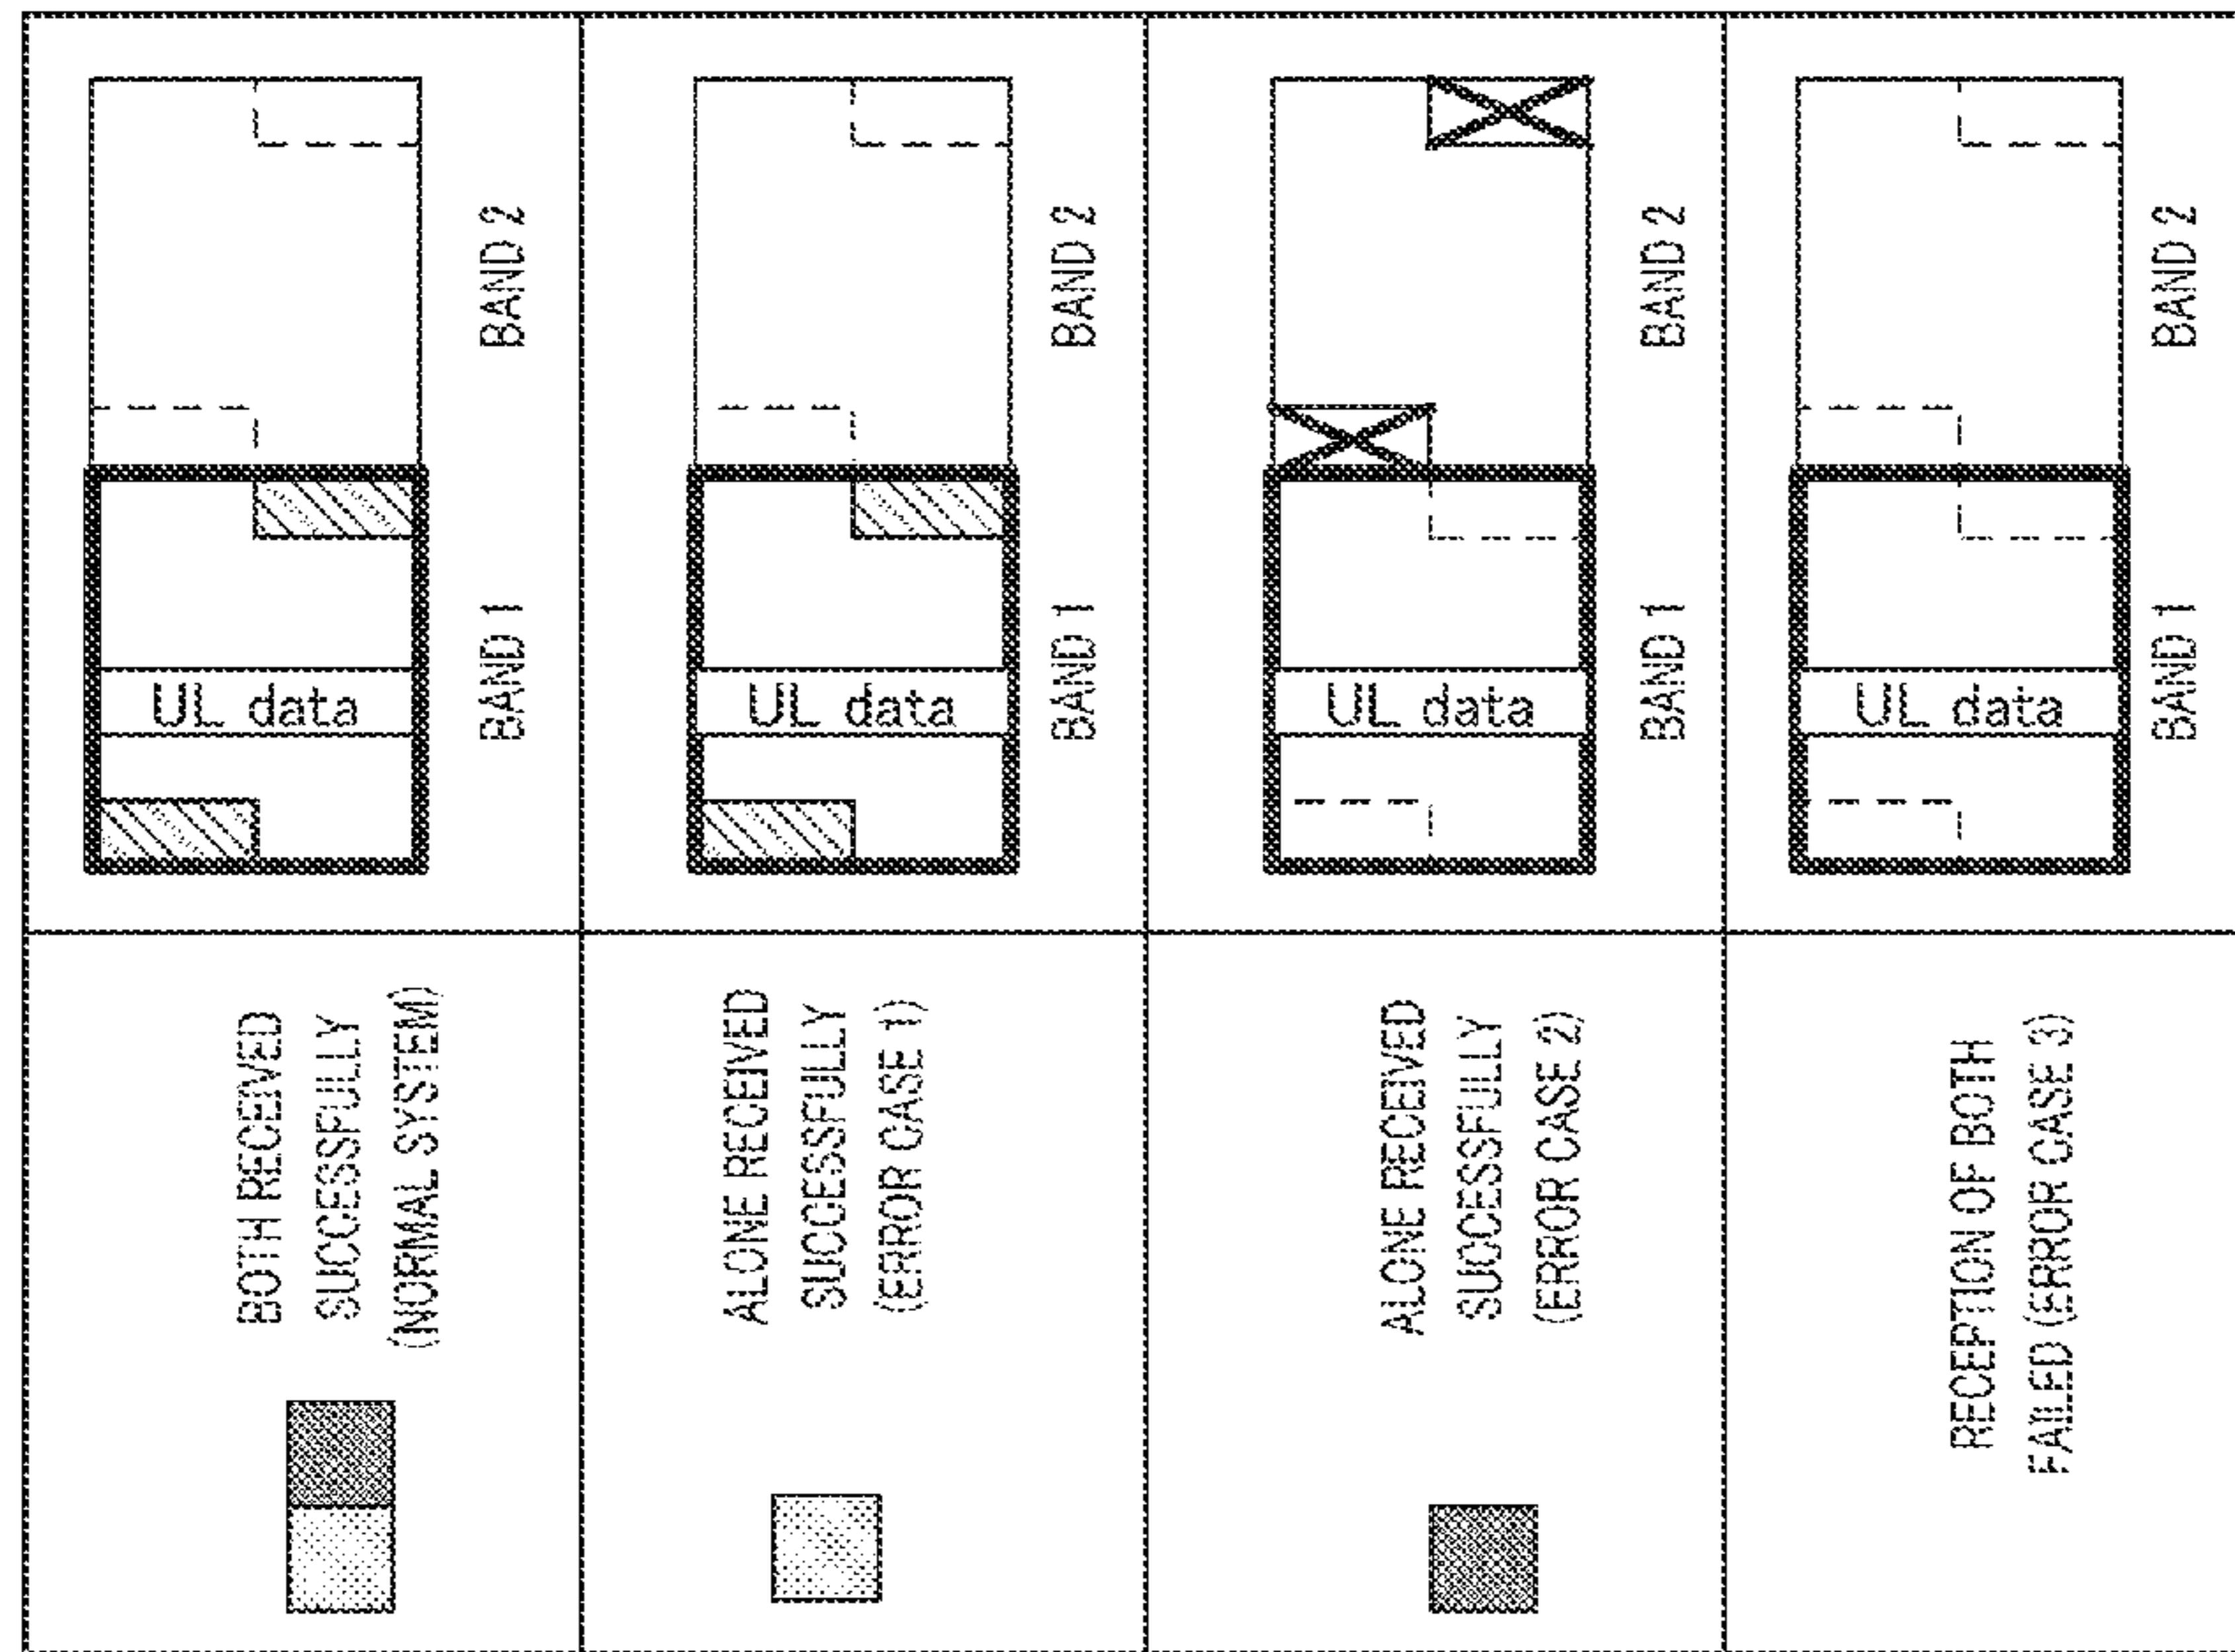 BOTH RECEIVED
SUCCESSFULLY
(NORMAL SYSTEM)
UL data
BAND 1
BAND 2
ALONE RECEIVED
SUCCESSFULLY
(ERROR CASE 1)
UL data
BAND 1
BAND 2
ALONE RECEIVED
SUCCESSFULLY
(ERROR CASE 2)
UL data
BAND 1
BAND 2
RECEPTION OF BOTH
FAILED (ERROR CASE 3)
UL data
BAND 1
BAND 2